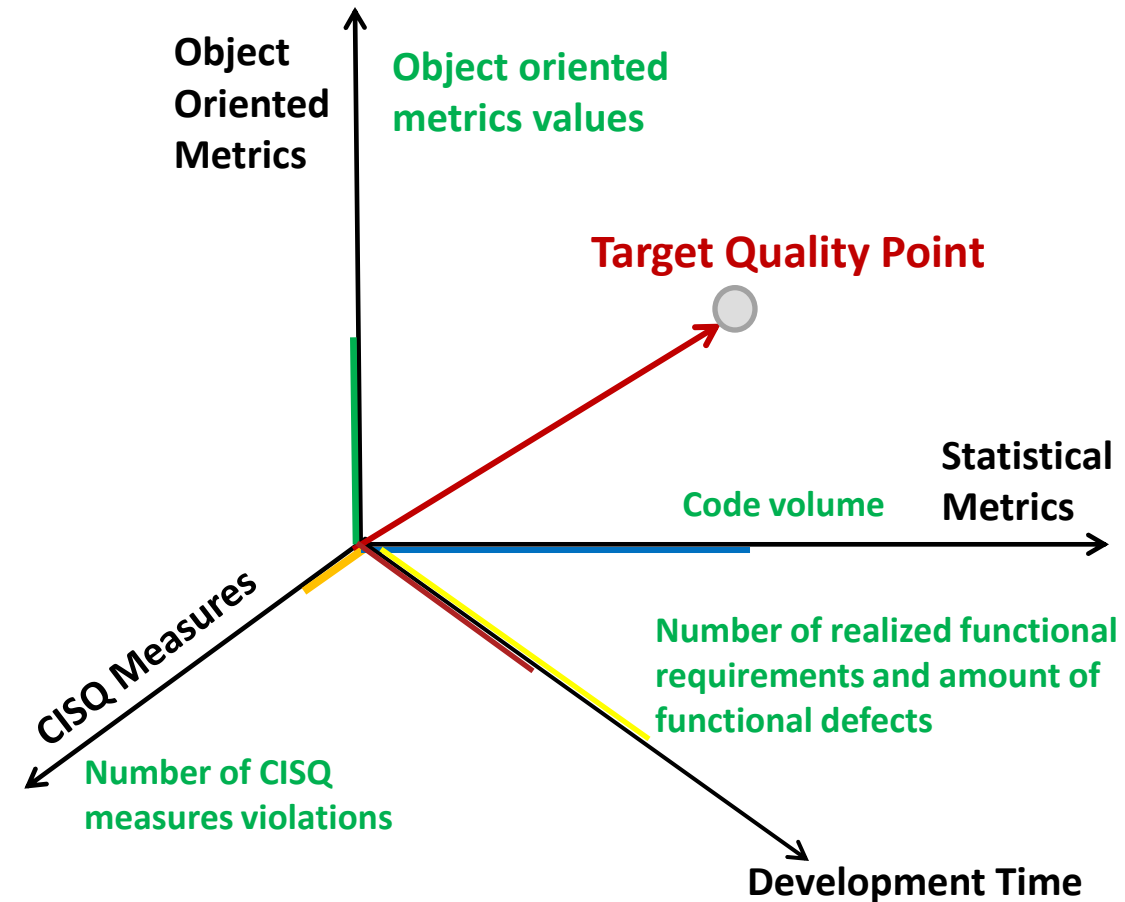 Object
Oriented
Metrics
Object oriented
metrics values
Target Quality Point
Statistical
Metrics
Code volume
CISQ Measures
Number of realized functional
requirements and amount of
functional defects
Number of CISQ
measures violations
Development Time